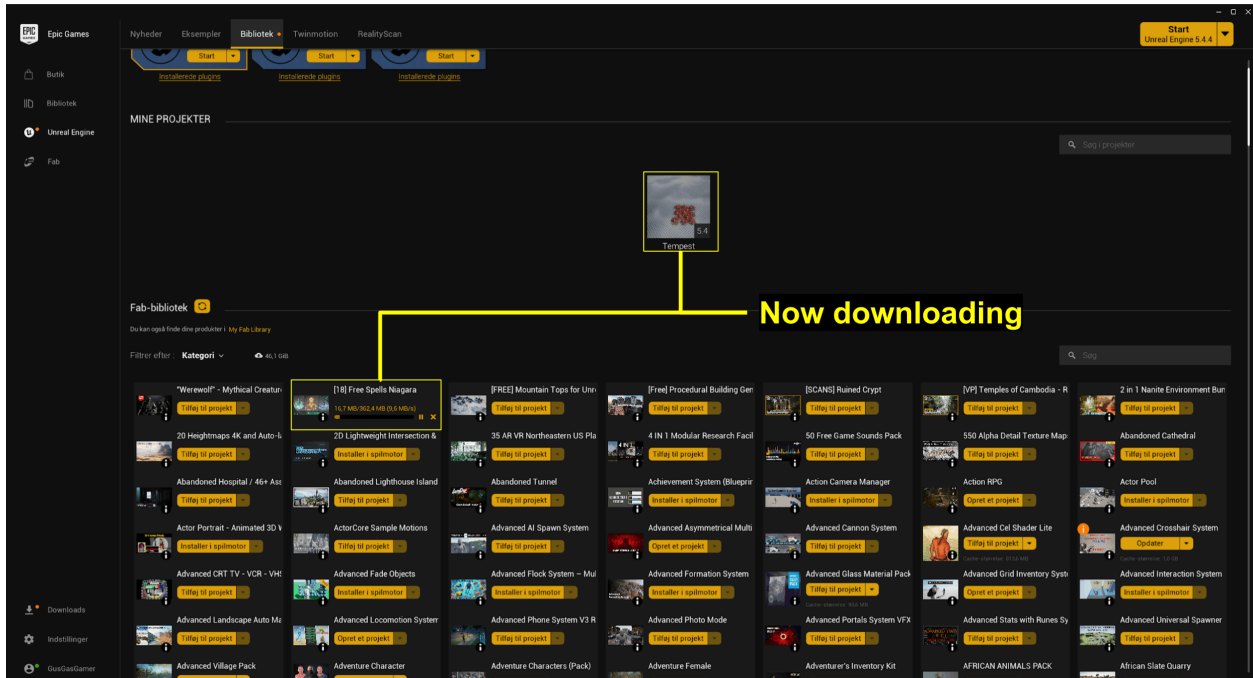 EPIC GAMES
Epic Games
Nyheder
Eksempler
Bibliotek
Twinmotion
RealityScan
Start
Unreal Engine 5.4.4
Butik
Bibliotek
Unreal Engine
Fab
Start
Start
Start
Installerede plugins
Installerede plugins
Installerede plugins
MINE PROJEKTER
Søg i projekter
5.4
Tempest
Now downloading
Fab-bibliotek
Du kan også finde dine produkter i My Fab Library
Filtrer efter: Kategori
46,1 GiB
Søg
"Werewolf" - Mythical Creature
Tilføj til projekt
[18] Free Spells Niagara
16,7 MB/362,4 MB (9,6 MB/s)
[FREE] Mountain Tops for Unre
Tilføj til projekt
[Free] Procedural Building Gen
Tilføj til projekt
[SCANS] Ruined Crypt
Tilføj til projekt
[VP] Temples of Cambodia - R
Tilføj til projekt
2 in 1 Nanite Environment Bun
Tilføj til projekt
20 Heightmaps 4K and Auto-l
Tilføj til projekt
2D Lightweight Intersection &
Installer i spilmotor
35 AR VR Northeastern US Pla
Tilføj til projekt
4 IN 1 Modular Research Facil
Tilføj til projekt
50 Free Game Sounds Pack
Tilføj til projekt
550 Alpha Detail Texture Map
Tilføj til projekt
Abandoned Cathedral
Tilføj til projekt
Abandoned Hospital / 46+ Ass
Tilføj til projekt
Abandoned Lighthouse Island
Tilføj til projekt
Abandoned Tunnel
Tilføj til projekt
Achievement System (Blueprin
Installer i spilmotor
Action Camera Manager
Installer i spilmotor
Action RPG
Opret et projekt
Actor Pool
Installer i spilmotor
Actor Portrait - Animated 3D V
Installer i spilmotor
ActorCore Sample Motions
Tilføj til projekt
Advanced AI Spawn System
Tilføj til projekt
Advanced Asymmetrical Multi
Opret et projekt
Advanced Cannon System
Tilføj til projekt
Advanced Cel Shader Lite
Tilføj til projekt
Advanced Crosshair System
Opdater
Advanced CRT TV - VCR - VHS
Tilføj til projekt
Advanced Fade Objects
Installer i spilmotor
Advanced Flock System – Mul
Installer i spilmotor
Advanced Formation System
Tilføj til projekt
Advanced Glass Material Pack
Tilføj til projekt
Advanced Grid Inventory Syst
Opret et projekt
Advanced Interaction System
Installer i spilmotor
Advanced Landscape Auto Ma
Tilføj til projekt
Advanced Locomotion System
Opret et projekt
Advanced Phone System V3 R
Tilføj til projekt
Advanced Photo Mode
Tilføj til projekt
Advanced Portals System VFX
Tilføj til projekt
Advanced Stats with Runes Sy
Tilføj til projekt
Advanced Universal Spawner
Tilføj til projekt
Advanced Village Pack
Adventure Character
Adventure Characters (Pack)
Adventure Female
Adventurer's Inventory Kit
AFRICAN ANIMALS PACK
African Slate Quarry
Downloads
Indstillinger
GusGasGamer